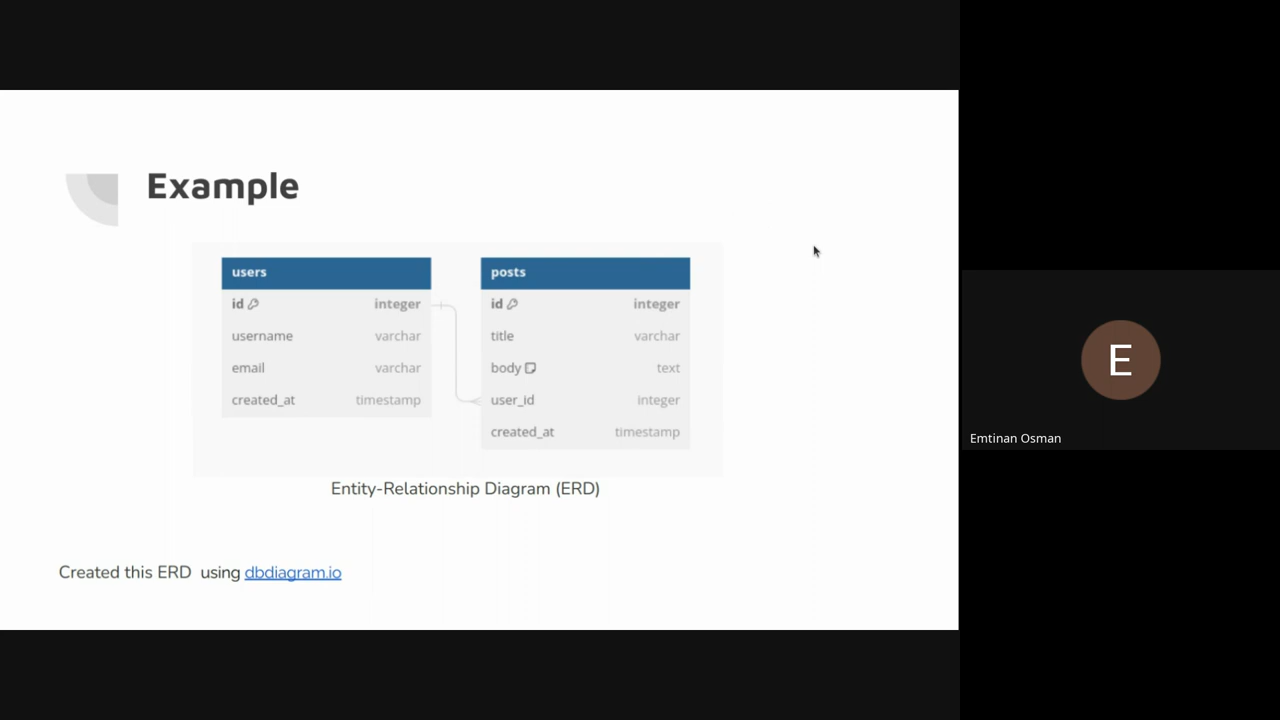 Example
users
id integer
username varchar
email varchar
created_at timestamp
posts
id integer
title varchar
body text
user_id integer
created_at timestamp
Entity-Relationship Diagram (ERD)
Created this ERD using dbdiagram.io
E
Emtinan Osman